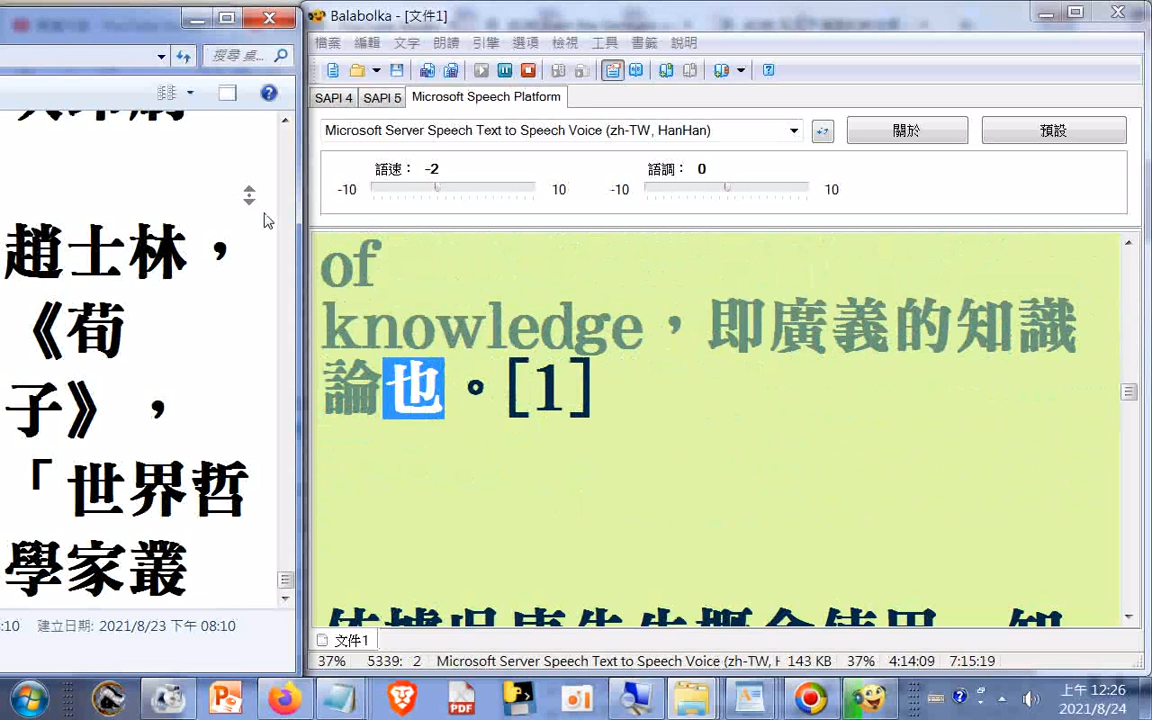 Balabolka - [文件1]
檔案 編輯 文字 朗讀 引擎 選項 檢視 工具 書籤 說明
搜尋 桌...
SAPI 4 SAPI 5 Microsoft Speech Platform
Microsoft Server Speech Text to Speech Voice (zh-TW, HanHan)
關於
預設
語速： -2
-10 10
語調： 0
-10 10
趙士林，
《荀
子》，
「世界哲
學家叢
:10 建立日期: 2021/8/23 下午 08:10
of
knowledge，即廣義的知識
論也。[1]
文件1
37% 5339: 2 Microsoft Server Speech Text to Speech Voice (zh-TW, H 143 KB 37% 4:14:09 7:15:19
上午 12:26
2021/8/24
PDF